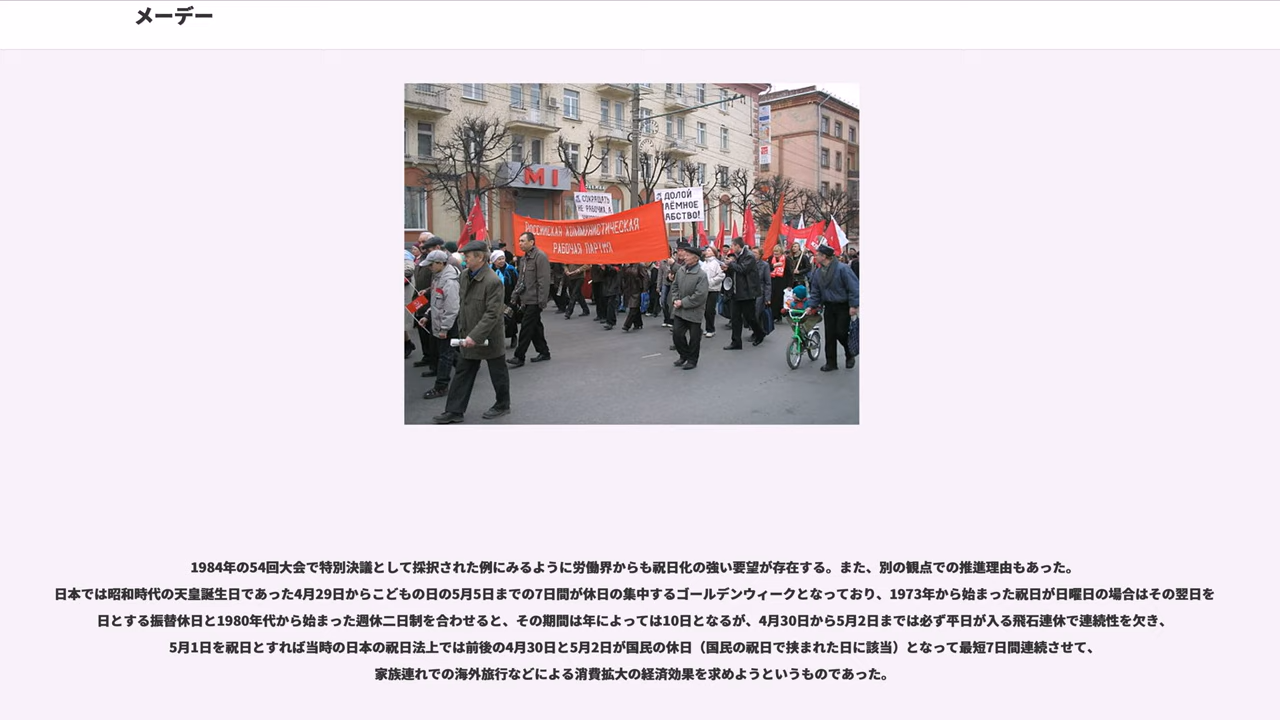 メーデー
MI
СОКРАЩАТЬ
НЕ РАБОЧИХ, А
ДОЛОЙ
АЁМНОЕ
АБСТВО!
РОССИЙСКАЯ КОММУНИСТИЧЕСКАЯ
РАБОЧАЯ ПАРТИЯ
1984年の54回大会で特別決議として採択された例にみるように労働界からも祝日化の強い要望が存在する。また、別の観点での推進理由もあった。
日本では昭和時代の天皇誕生日であった4月29日からこどもの日の5月5日までの7日間が休日の集中するゴールデンウィークとなっており、1973年から始まった祝日が日曜日の場合はその翌日を
日とする振替休日と1980年代から始まった週休二日制を合わせると、その期間は年によっては10日となるが、4月30日から5月2日までは必ず平日が入る飛石連休で連続性を欠き、
5月1日を祝日とすれば当時の日本の祝日法上では前後の4月30日と5月2日が国民の休日（国民の祝日で挟まれた日に該当）となって最短7日間連続させて、
家族連れでの海外旅行などによる消費拡大の経済効果を求めようというものであった。